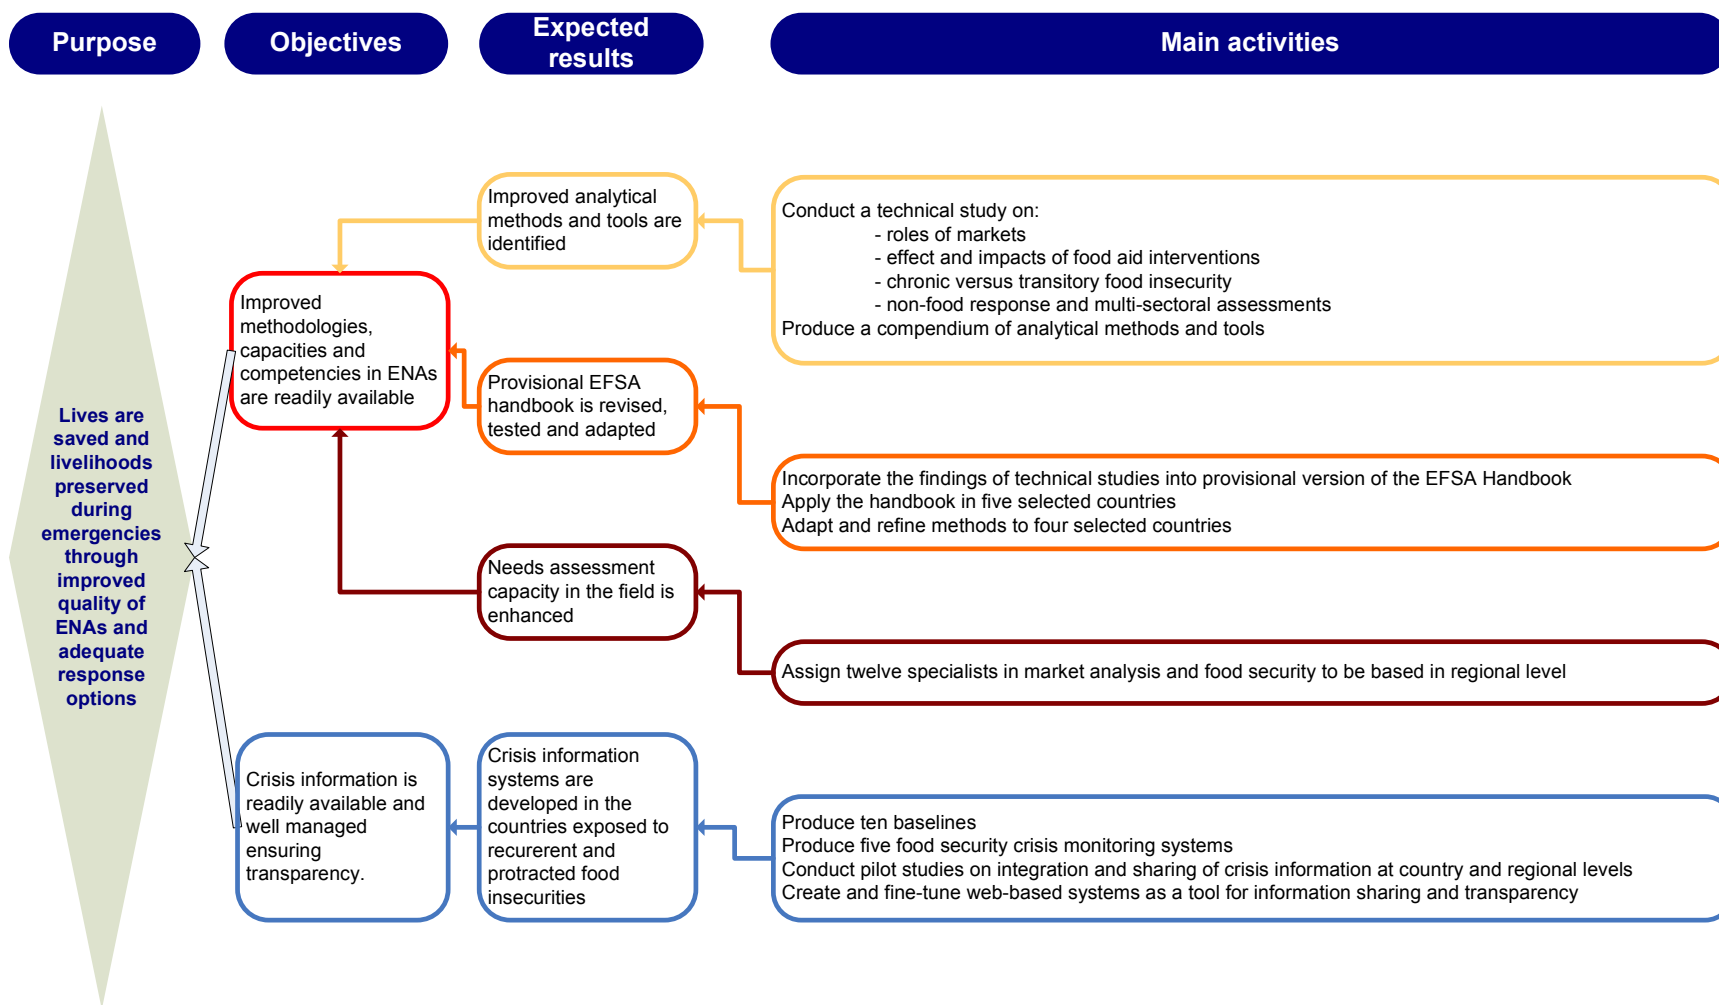 Purpose
Objectives
Expected
results
Main activities
Lives are
saved and
livelihoods
preserved
during
emergencies
through
improved
quality of
ENAs and
adequate
response
options
Improved
methodologies,
capacities and
competencies in ENAs
are readily available
Crisis information is
readily available and
well managed
ensuring
transparency.
Improved analytical
methods and tools are
identified
Provisional EFSA
handbook is revised,
tested and adapted
Needs assessment
capacity in the field is
enhanced
Crisis information
systems are
developed in the
countries exposed to
recurerent and
protracted food
insecurities
Conduct a technical study on:
- roles of markets
- effect and impacts of food aid interventions
- chronic versus transitory food insecurity
- non-food response and multi-sectoral assessments
Produce a compendium of analytical methods and tools
Incorporate the findings of technical studies into provisional version of the EFSA Handbook
Apply the handbook in five selected countries
Adapt and refine methods to four selected countries
Assign twelve specialists in market analysis and food security to be based in regional level
Produce ten baselines
Produce five food security crisis monitoring systems
Conduct pilot studies on integration and sharing of crisis information at country and regional levels
Create and fine-tune web-based systems as a tool for information sharing and transparency